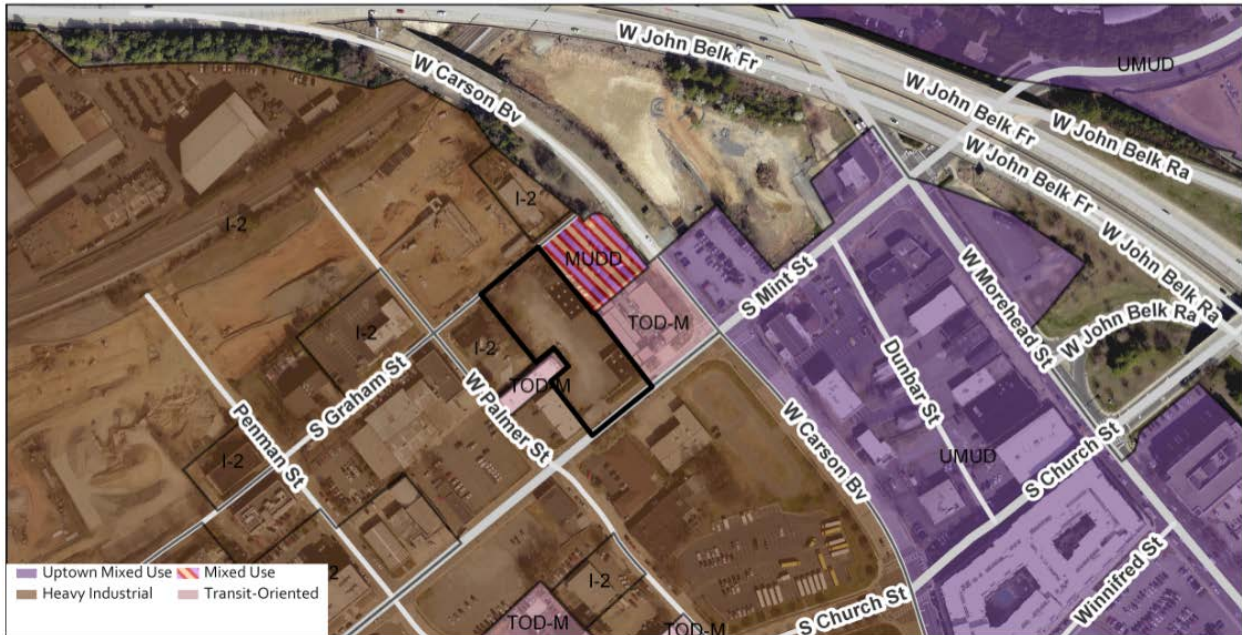 W John Belk Fr
UMUD
W Carson Bv
W John Belk Fr
W John Belk Ra
W John Belk Fr
I-2
I-2
W John Belk Fr
MUDD
S Mint St
W Morehead St
W John Belk Ra
TOD-M
W John Belk Ra
I-2
I-2
S Graham St
TOD-M
Dunbar St
W Palmer St
Penman St
W Carson Bv
UMUD
S Church St
I-2
Winnifred St
I-2
S Church St
TOD-M
TOD-M
Uptown Mixed Use
Mixed Use
Heavy Industrial
Transit-Oriented